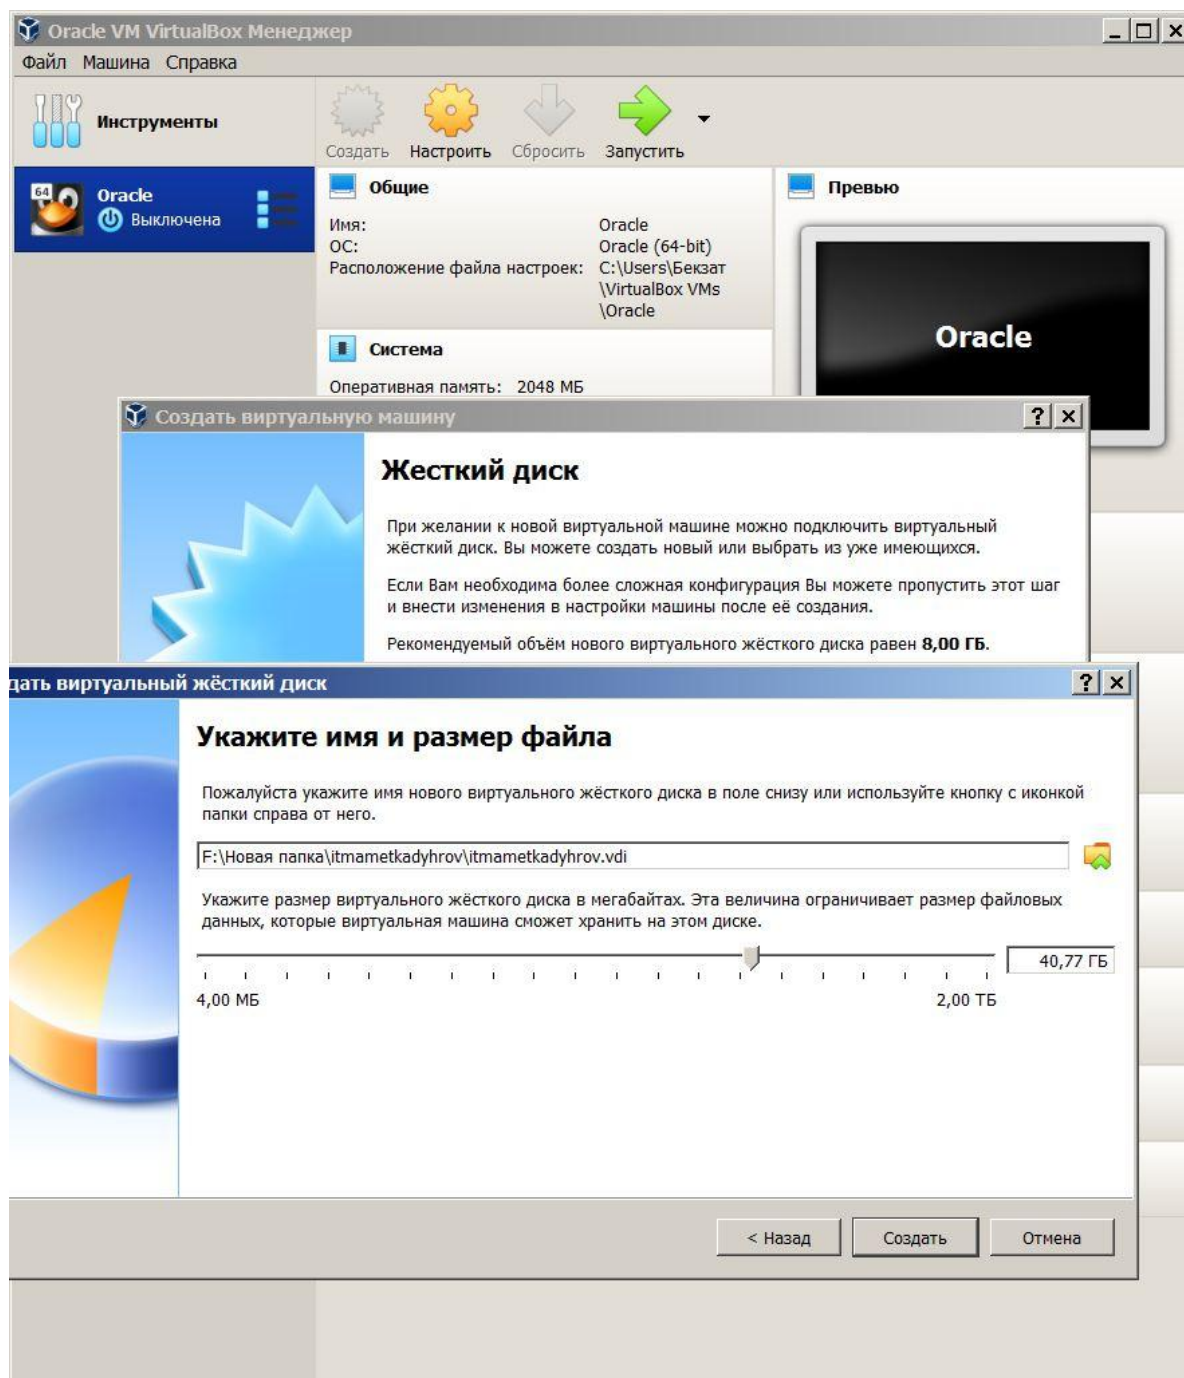 Oracle VM VirtualBox Менеджер
Файл Машина Справка
Инструменты
Создать Настроить Сбросить Запустить
64
Oracle
Выключена
Общие
Имя: Oracle
ОС: Oracle (64-bit)
Расположение файла настроек: C:\Users\Бекзат
\VirtualBox VMs
\Oracle
Превью
Oracle
Система
Оперативная память: 2048 МБ
Создать виртуальную машину
Жесткий диск
При желании к новой виртуальной машине можно подключить виртуальный
жёсткий диск. Вы можете создать новый или выбрать из уже имеющихся.
Если Вам необходима более сложная конфигурация Вы можете пропустить этот шаг
и внести изменения в настройки машины после её создания.
Рекомендуемый объём нового виртуального жёсткого диска равен 8,00 ГБ.
дать виртуальный жёсткий диск
Укажите имя и размер файла
Пожалуйста укажите имя нового виртуального жёсткого диска в поле снизу или используйте кнопку с иконкой
папки справа от него.
F:\Новая папка\itmametkadyhrov\itmametkadyhrov.vdi
Укажите размер виртуального жёсткого диска в мегабайтах. Эта величина ограничивает размер файловых
данных, которые виртуальная машина сможет хранить на этом диске.
40,77 ГБ
4,00 МБ 2,00 ТБ
< Назад Создать Отмена